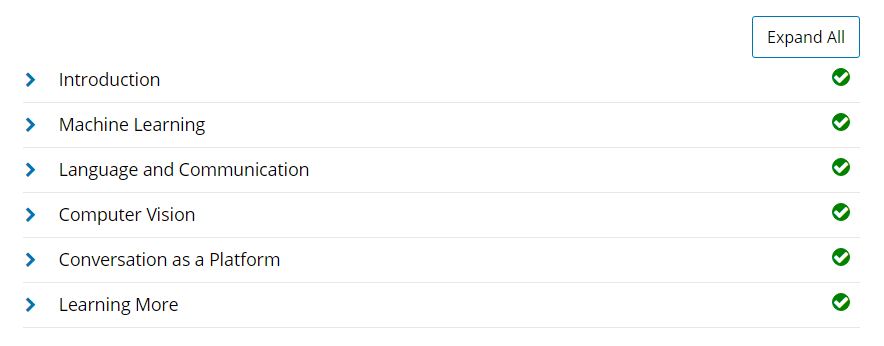 Expand All
Introduction
Machine Learning
Language and Communication
Computer Vision
Conversation as a Platform
Learning More